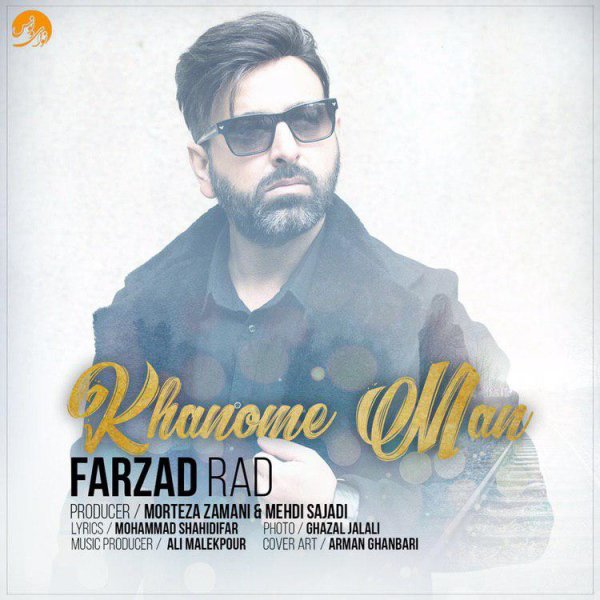 Khanome Man
FARZAD RAD
PRODUCER / MORTEZA ZAMANI & MEHDI SAJADI
LYRICS / MOHAMMAD SHAHIDIFAR PHOTO / GHAZAL JALALI
MUSIC PRODUCER / ALI MALEKPOUR COVER ART / ARMAN GHANBARI